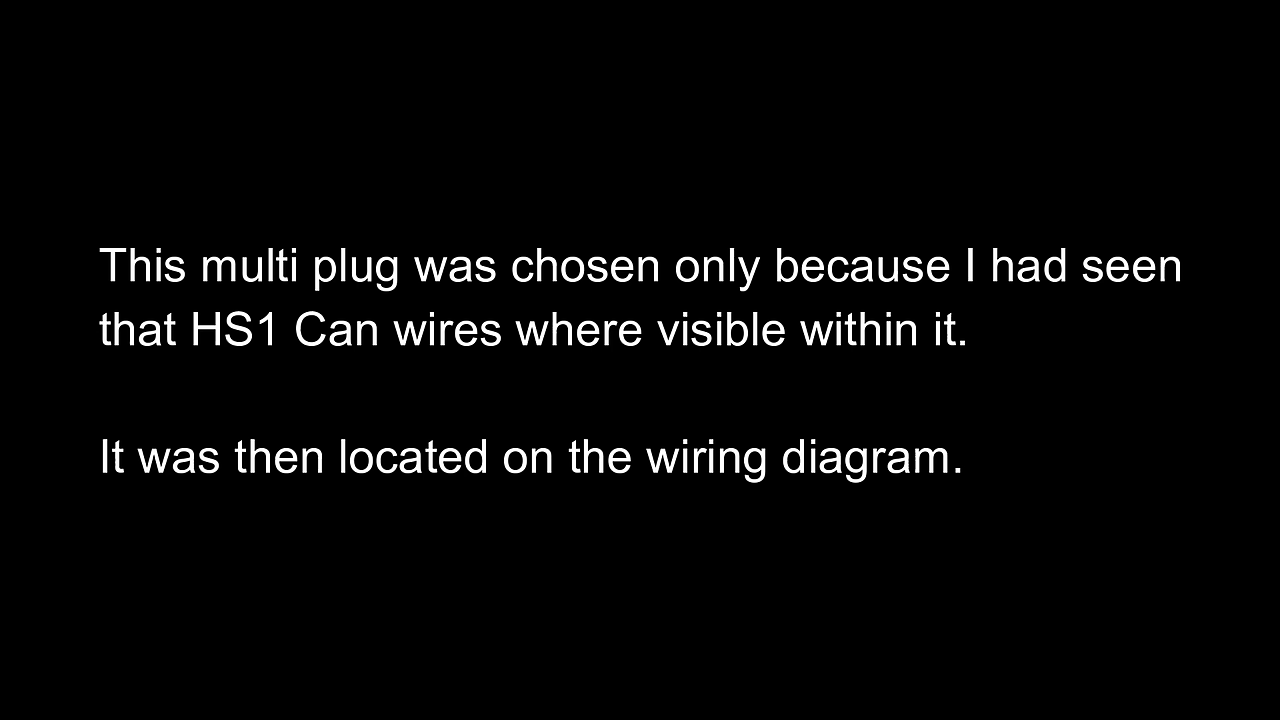 This multi plug was chosen only because I had seen
that HS1 Can wires where visible within it.
It was then located on the wiring diagram.